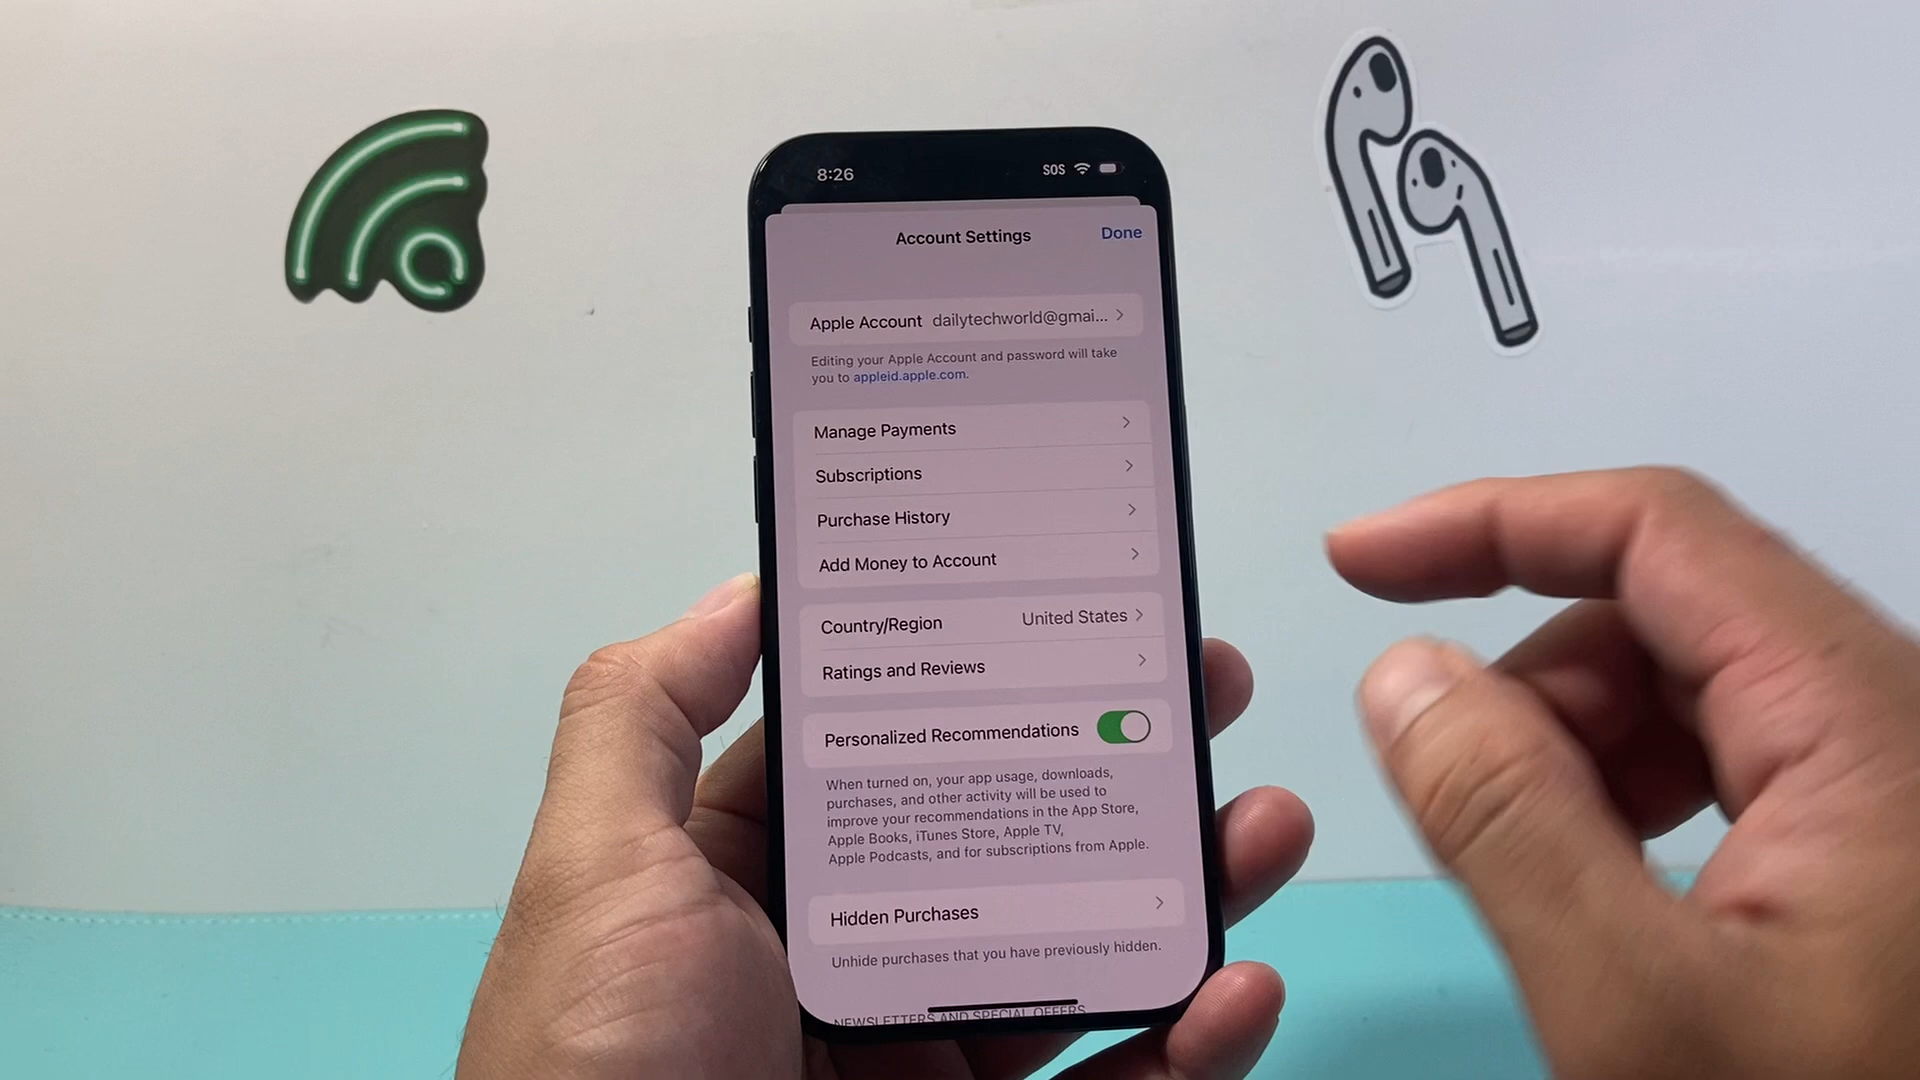 8:26 SOS
Account Settings Done
Apple Account dailytechworld@gmai...
Editing your Apple Account and password will take
you to appleid.apple.com.
Manage Payments
Subscriptions
Purchase History
Add Money to Account
Country/Region United States
Ratings and Reviews
Personalized Recommendations
When turned on, your app usage, downloads,
purchases, and other activity will be used to
improve your recommendations in the App Store,
Apple Books, iTunes Store, Apple TV,
Apple Podcasts, and for subscriptions from Apple.
Hidden Purchases
Unhide purchases that you have previously hidden.
NEWSLETTERS AND SPECIAL OFFERS